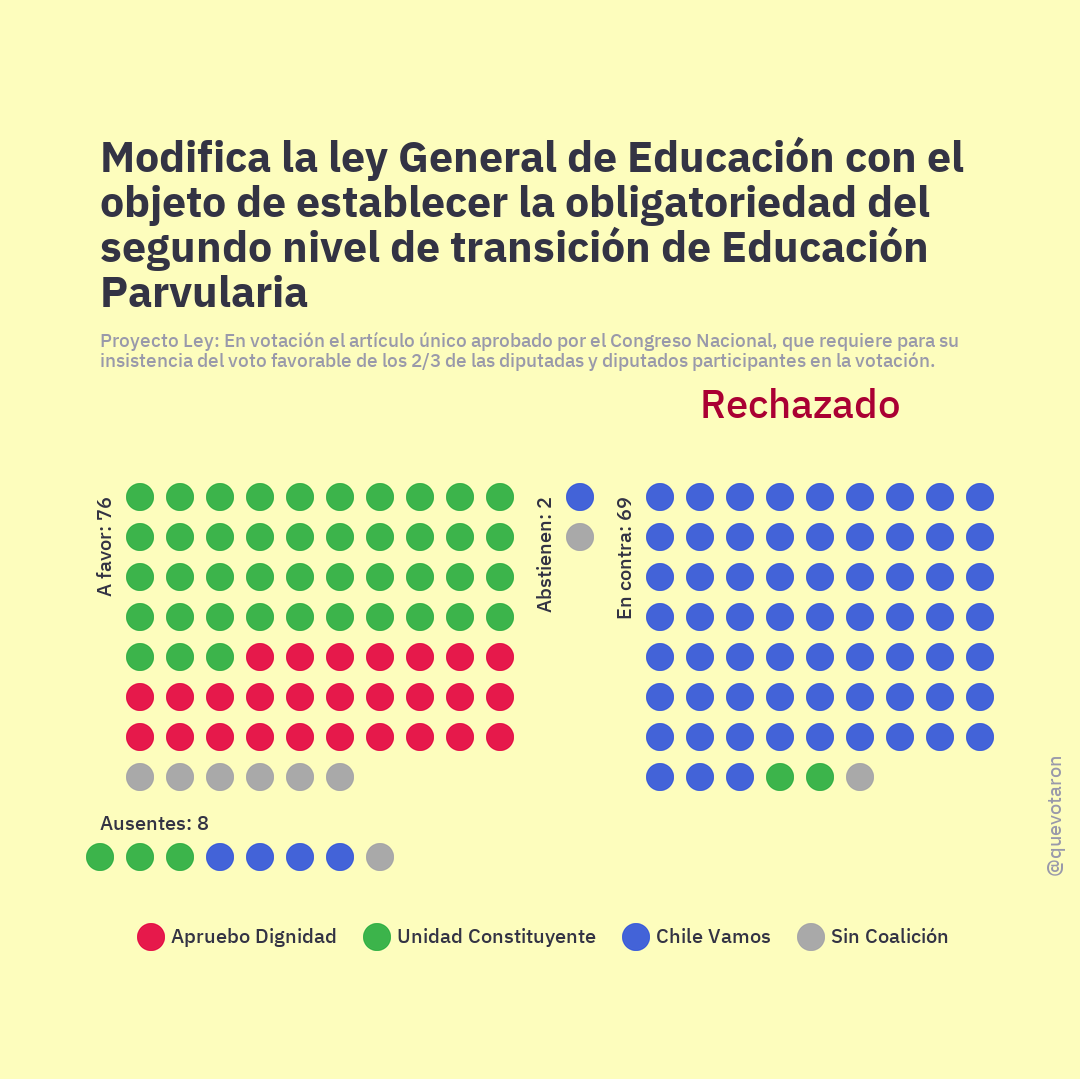 Modifica la ley General de Educación con el
objeto de establecer la obligatoriedad del
segundo nivel de transición de Educación
Parvularia
Proyecto Ley: En votación el artículo único aprobado por el Congreso Nacional, que requiere para su
insistencia del voto favorable de los 2/3 de las diputadas y diputados participantes en la votación.
Rechazado
A favor: 76
Abstienen: 2
En contra: 69
Ausentes: 8
@quevotaron
Apruebo Dignidad
Unidad Constituyente
Chile Vamos
Sin Coalición